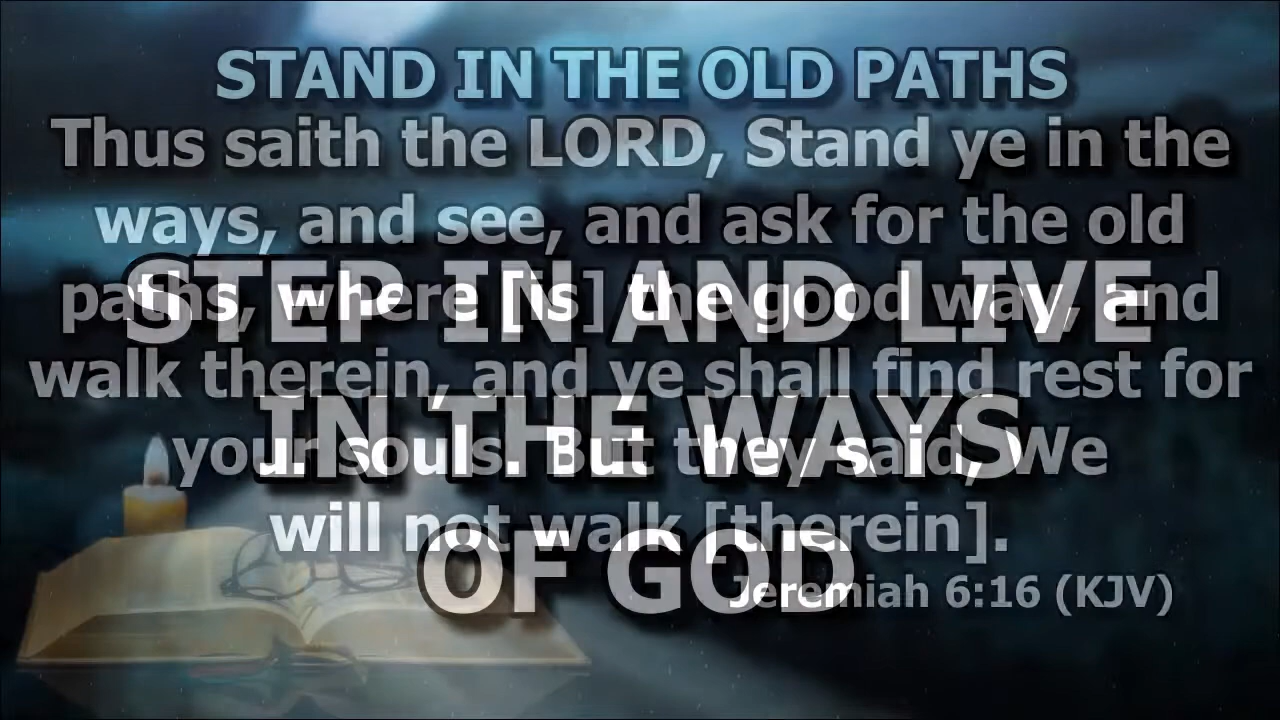 STAND IN THE OLD PATHS
Thus saith the LORD, Stand ye in the
ways, and see, and ask for the old
paths, where [is] the good way, and
walk therein, and ye shall find rest for
your souls. But they said, We
will not walk [therein].
Jeremiah 6:16 (KJV)
STEP IN AND LIVE
IN THE WAYS
OF GOD